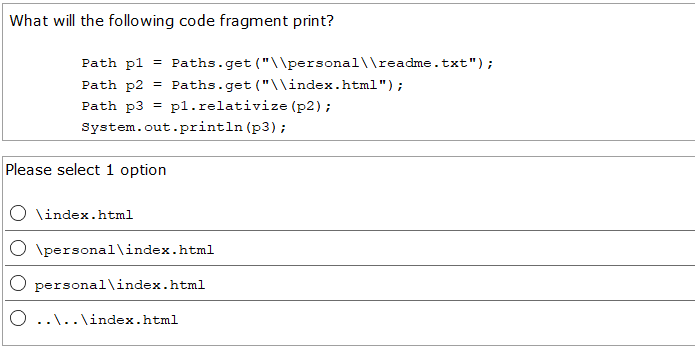 What will the following code fragment print?
Path p1 = Paths.get("\\personal\\readme.txt");
Path p2 = Paths.get("\\index.html");
Path p3 = p1.relativize(p2);
System.out.println(p3);
Please select 1 option
\index.html
\personal\index.html
personal\index.html
..\..\index.html